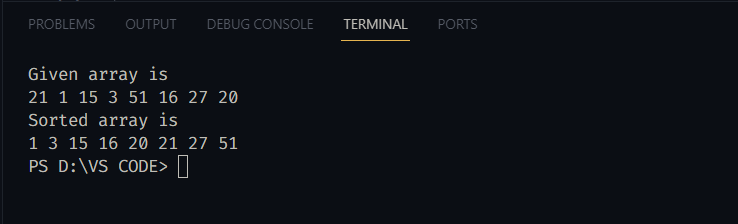 PROBLEMS OUTPUT DEBUG CONSOLE TERMINAL PORTS
Given array is
21 1 15 3 51 16 27 20
Sorted array is
1 3 15 16 20 21 27 51
PS D:\VS CODE>